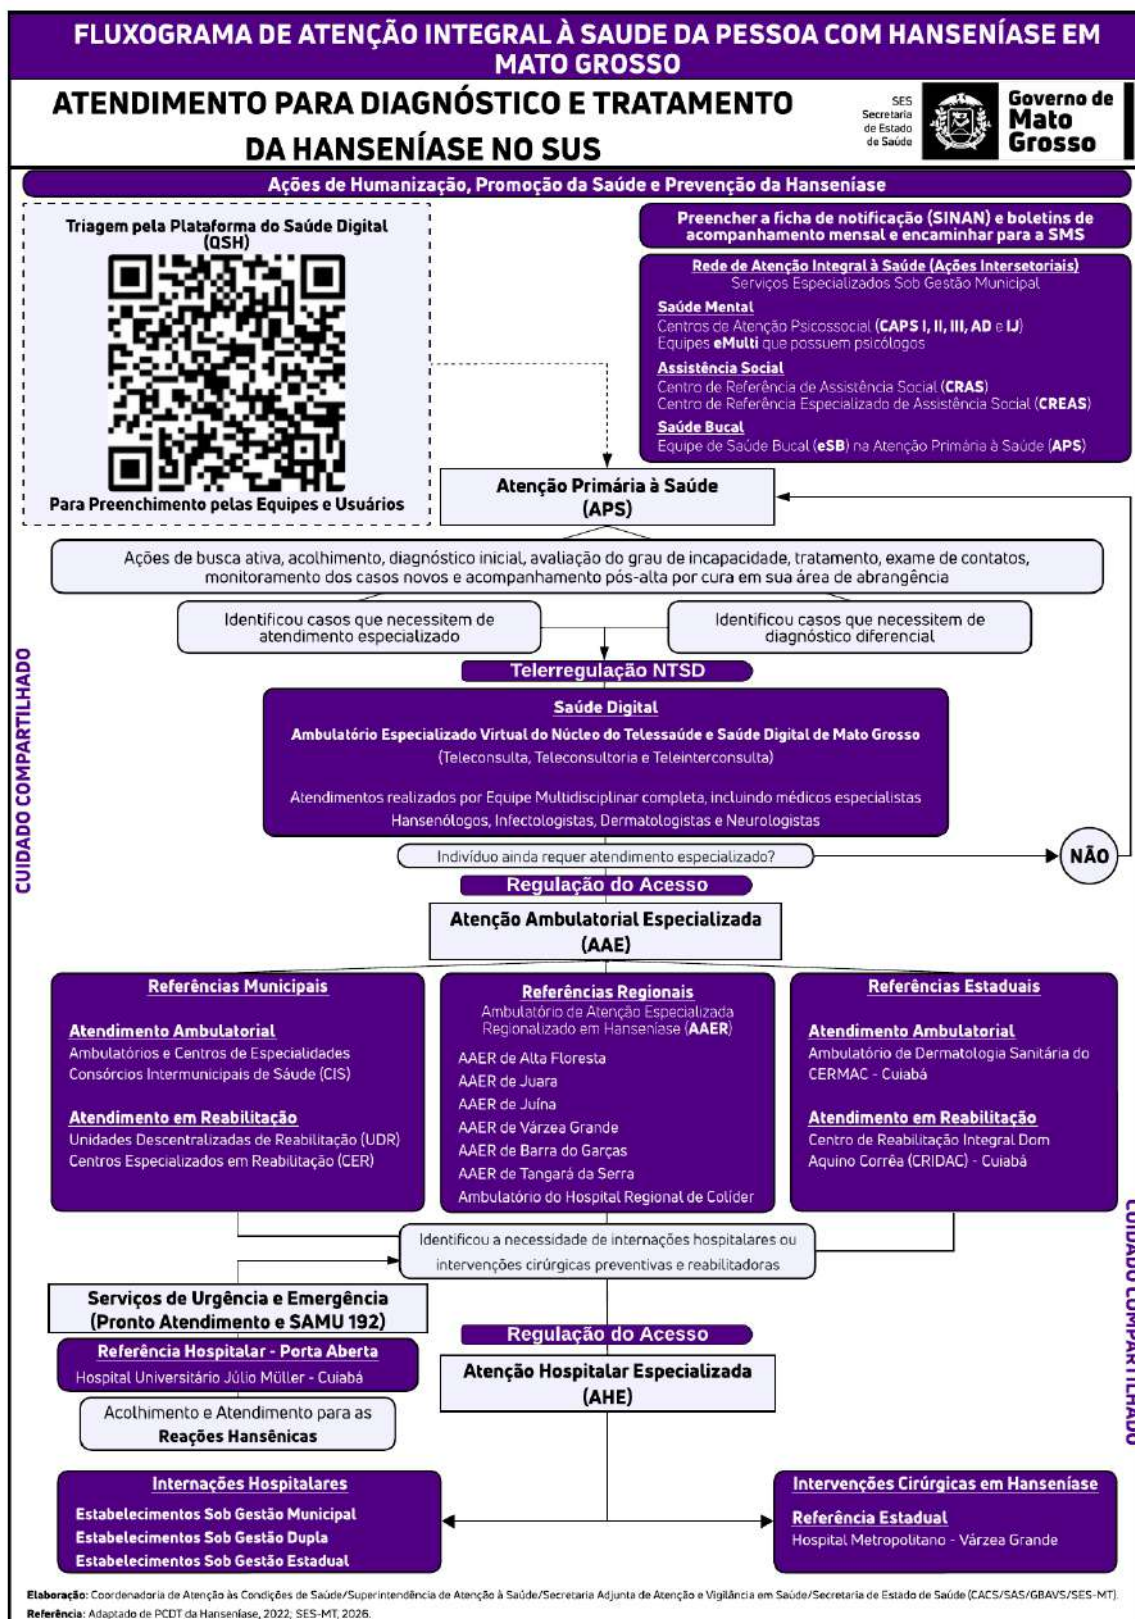 FLUXOGRAMA DE ATENÇÃO INTEGRAL À SAUDE DA PESSOA COM HANSENÍASE EM
MATO GROSSO
ATENDIMENTO PARA DIAGNÓSTICO E TRATAMENTO
DA HANSENÍASE NO SUS
SES
Secretaria
de Estado
de Saúde
Governo de
Mato
Grosso
Ações de Humanização, Promoção da Saúde e Prevenção da Hanseníase
Triagem pela Plataforma do Saúde Digital
(QSH)
Para Preenchimento pelas Equipes e Usuários
Preencher a ficha de notificação (SINAN) e boletins de
acompanhamento mensal e encaminhar para a SMS
Rede de Atenção Integral à Saúde (Ações Intersetoriais)
Serviços Especializados Sob Gestão Municipal
Saúde Mental
Centros de Atenção Psicossocial (CAPS I, II, III, AD e IJ)
Equipes eMulti que possuem psicólogos
Assistência Social
Centro de Referência de Assistência Social (CRAS)
Centro de Referência Especializado de Assistência Social (CREAS)
Saúde Bucal
Equipe de Saúde Bucal (eSB) na Atenção Primária à Saúde (APS)
Atenção Primária à Saúde
(APS)
Ações de busca ativa, acolhimento, diagnóstico inicial, avaliação do grau de incapacidade, tratamento, exame de contatos,
monitoramento dos casos novos e acompanhamento pós-alta por cura em sua área de abrangência
Identificou casos que necessitem de
atendimento especializado
Identificou casos que necessitem de
diagnóstico diferencial
CUIDADO COMPARTILHADO
Telerregulação NTSD
Saúde Digital
Ambulatório Especializado Virtual do Núcleo do Telessaúde e Saúde Digital de Mato Grosso
(Teleconsulta, Teleconsultoria e Teleinterconsulta)
Atendimentos realizados por Equipe Multidisciplinar completa, incluindo médicos especialistas
Hansenólogos, Infectologistas, Dermatologistas e Neurologistas
Indivíduo ainda requer atendimento especializado?
NÃO
Regulação do Acesso
Atenção Ambulatorial Especializada
(AAE)
Referências Municipais
Atendimento Ambulatorial
Ambulatórios e Centros de Especialidades
Consórcios Intermunicipais de Sáude (CIS)
Atendimento em Reabilitação
Unidades Descentralizadas de Reabilitação (UDR)
Centros Especializados em Reabilitação (CER)
Referências Regionais
Ambulatório de Atenção Especializada
Regionalizado em Hanseníase (AAER)
AAER de Alta Floresta
AAER de Juara
AAER de Juína
AAER de Várzea Grande
AAER de Barra do Garças
AAER de Tangará da Serra
Ambulatório do Hospital Regional de Colíder
Referências Estaduais
Atendimento Ambulatorial
Ambulatório de Dermatologia Sanitária do
CERMAC - Cuiabá
Atendimento em Reabilitação
Centro de Reabilitação Integral Dom
Aquino Corrêa (CRIDAC) - Cuiabá
CUIDADO COMPARTILHADO
Identificou a necessidade de internações hospitalares ou
intervenções cirúrgicas preventivas e reabilitadoras
Serviços de Urgência e Emergência
(Pronto Atendimento e SAMU 192)
Referência Hospitalar - Porta Aberta
Hospital Universitário Júlio Müller - Cuiabá
Acolhimento e Atendimento para as
Reações Hansênicas
Regulação do Acesso
Atenção Hospitalar Especializada
(AHE)
Internações Hospitalares
Estabelecimentos Sob Gestão Municipal
Estabelecimentos Sob Gestão Dupla
Estabelecimentos Sob Gestão Estadual
Intervenções Cirúrgicas em Hanseníase
Referência Estadual
Hospital Metropolitano - Várzea Grande
Elaboração: Coordenadoria de Atenção às Condições de Saúde/Superintendência de Atenção à Saúde/Secretaria Adjunta de Atenção e Vigilância em Saúde/Secretaria de Estado de Saúde (CACS/SAS/GBAVS/SES-MT).
Referência: Adaptado de PCDT da Hanseníase, 2022; SES-MT, 2026.